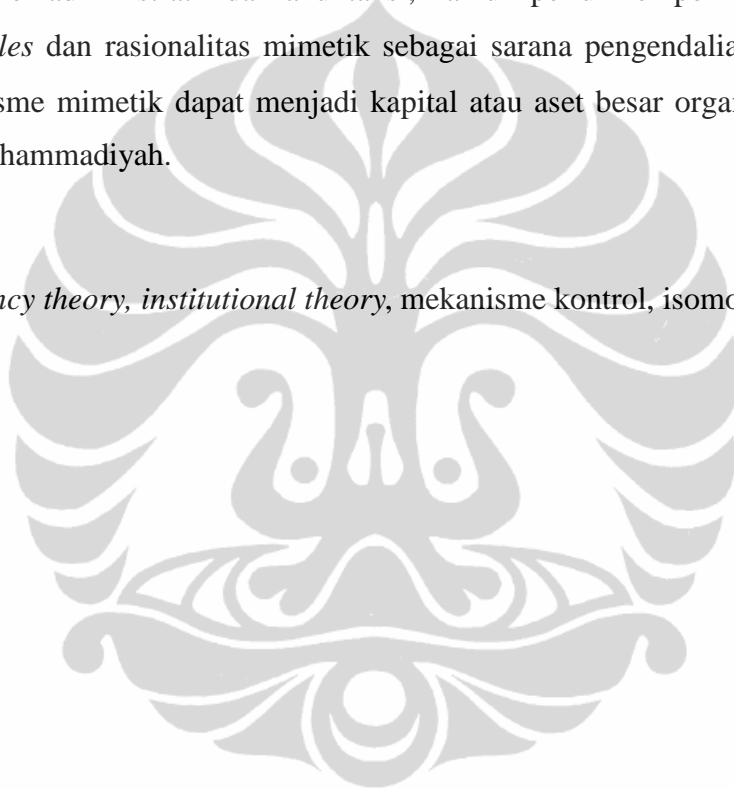 les dan rasionalitas mimetik sebagai sarana pengendalia
sme mimetik dapat menjadi kapital atau aset besar orga
hammadiyah.
ncy theory, institutional theory, mekanisme kontrol, isomo